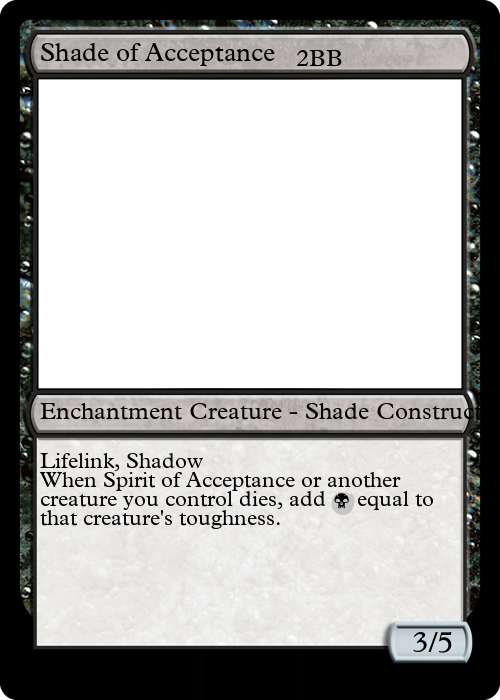 Shade of Acceptance 2BB
Enchantment Creature - Shade Construct
Lifelink, Shadow
When Spirit of Acceptance or another
creature you control dies, add equal to
that creature's toughness.
3/5